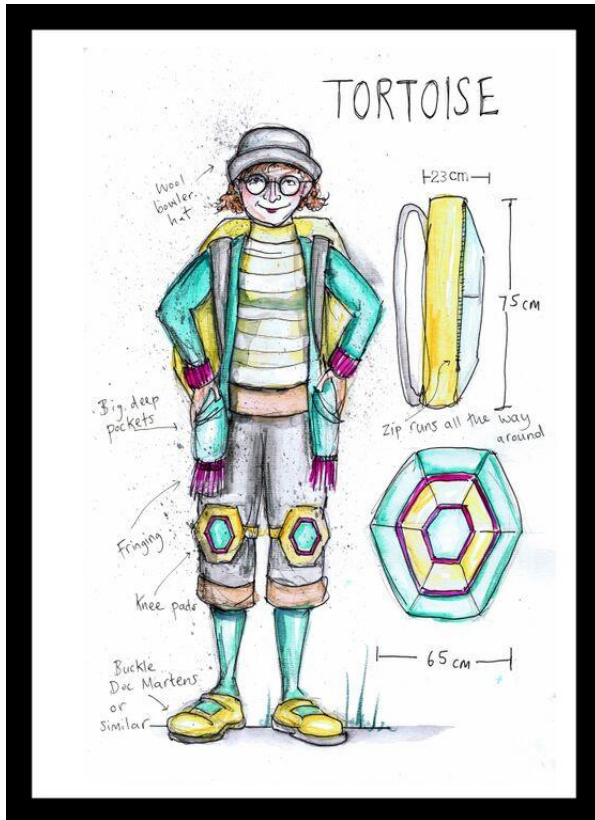 TORTOISE
Wool
bowler
hat
23cm
75cm
Zip runs all the way
around
Big, deep
pockets
Fringing
Knee pads
65cm
Buckle
Doc Martens
or
similar